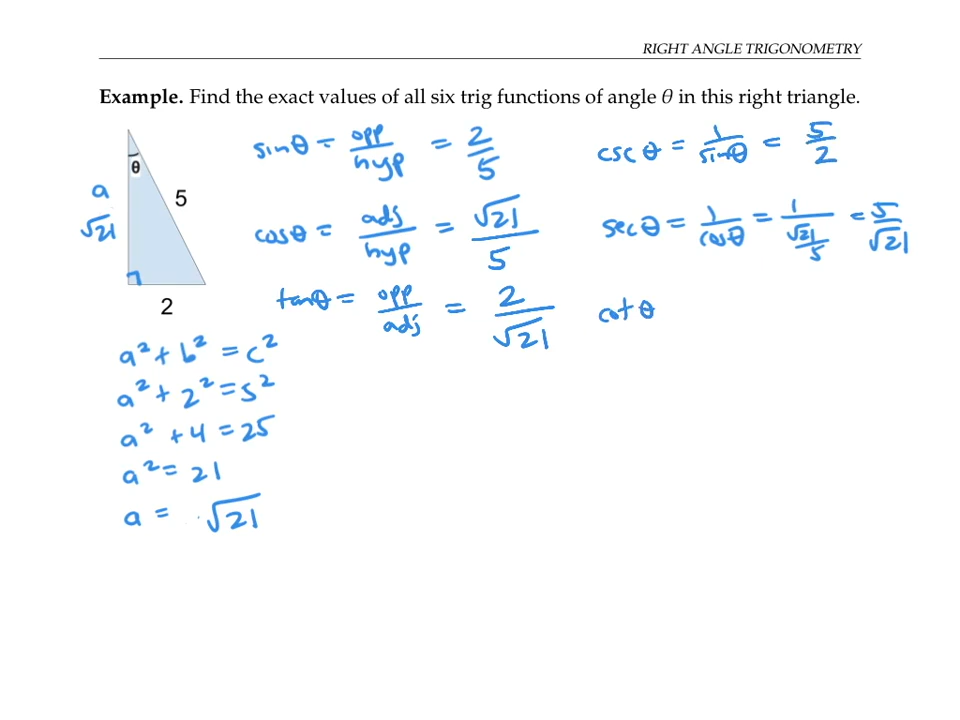 RIGHT ANGLE TRIGONOMETRY
Example. Find the exact values of all six trig functions of angle θ in this right triangle.
θ
a
√21
5
2
sinθ = opp/hyp = 2/5
cscθ = 1/sinθ = 5/2
cosθ = adj/hyp = √21/5
secθ = 1/cosθ = 1/(√21/5) = 5/√21
tanθ = opp/adj = 2/√21
cotθ
a² + b² = c²
a² + 2² = 5²
a² + 4 = 25
a² = 21
a = √21